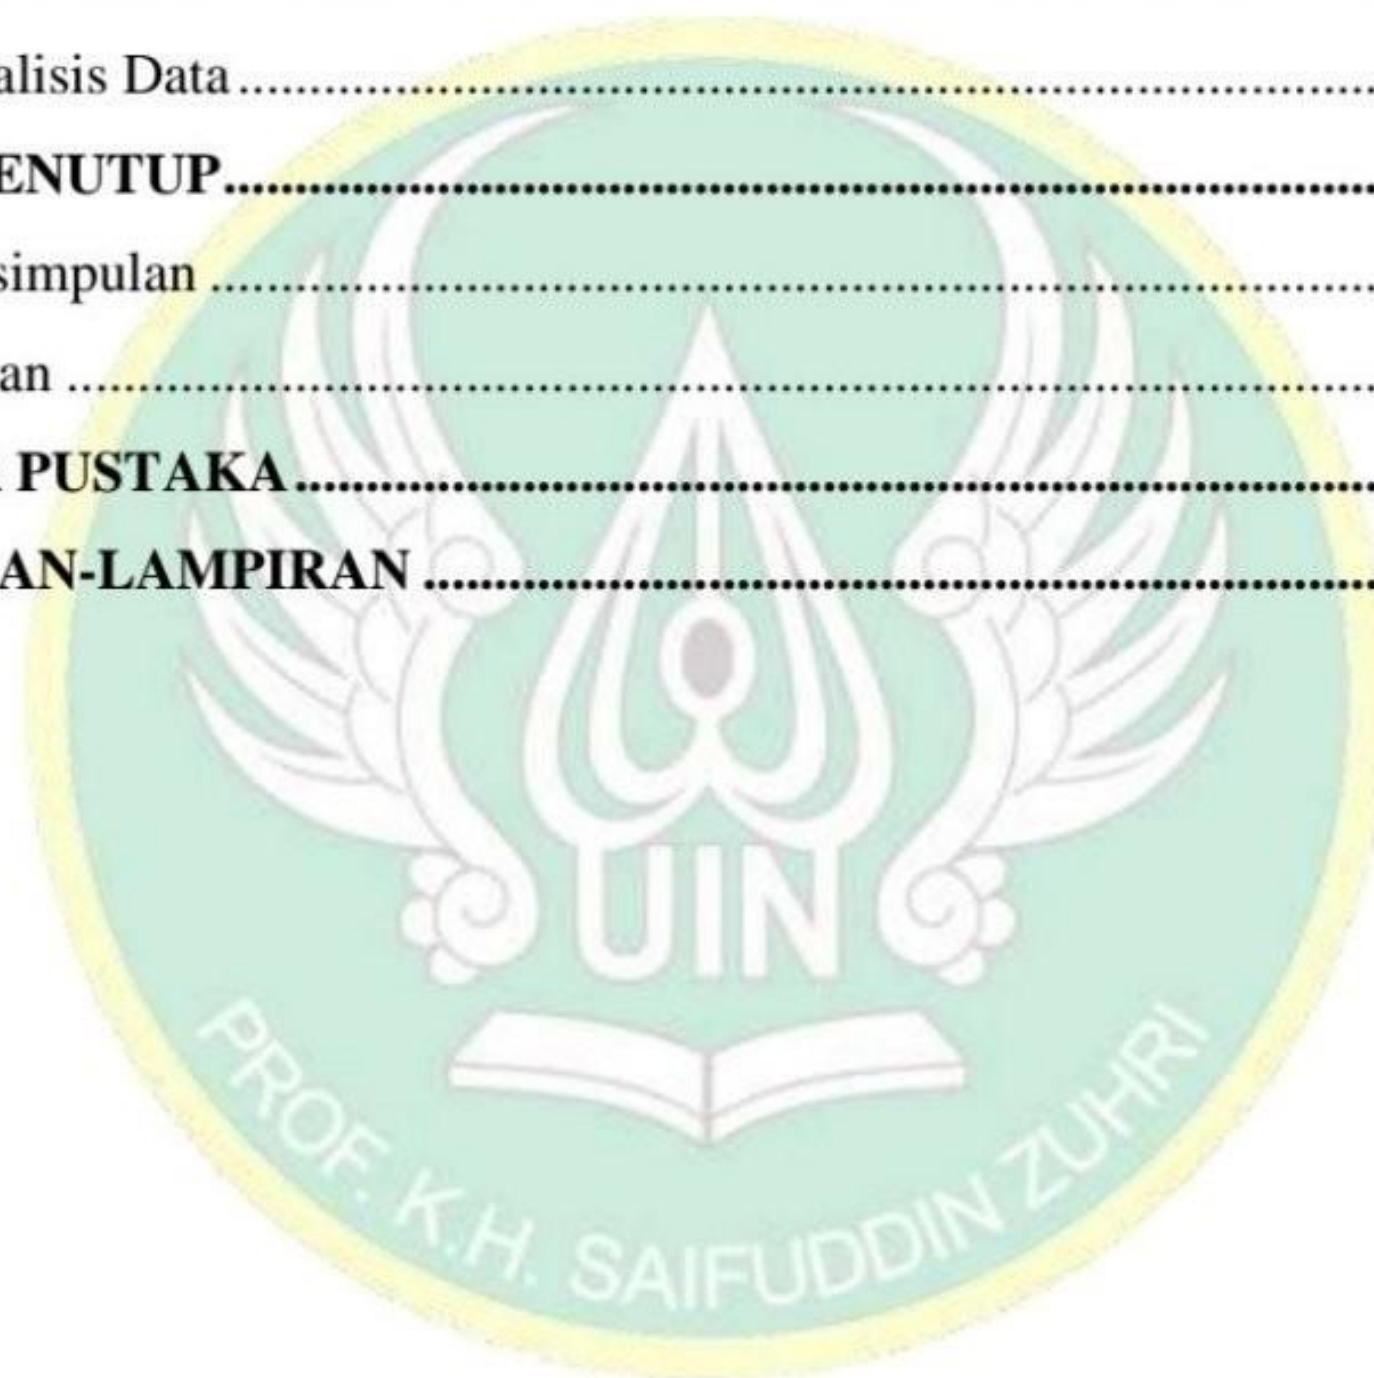 alisis Data ................................................................................
ENUTUP................................................................................
simpulan ................................................................................
an ................................................................................
PUSTAKA................................................................................
AN-LAMPIRAN ................................................................................
UIN
PROF. K.H. SAIFUDDIN ZUHRI